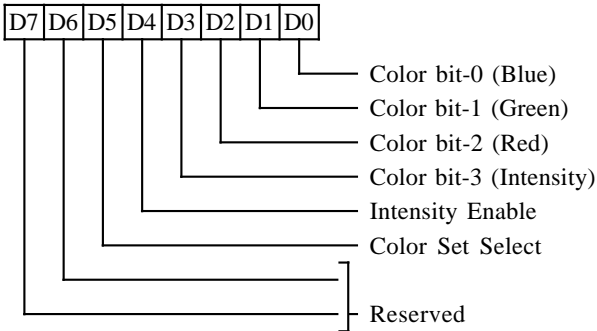 D7 D6 D5 D4 D3 D2 D1 D0
Color bit-0 (Blue)
Color bit-1 (Green)
Color bit-2 (Red)
Color bit-3 (Intensity)
Intensity Enable
Color Set Select
Reserved